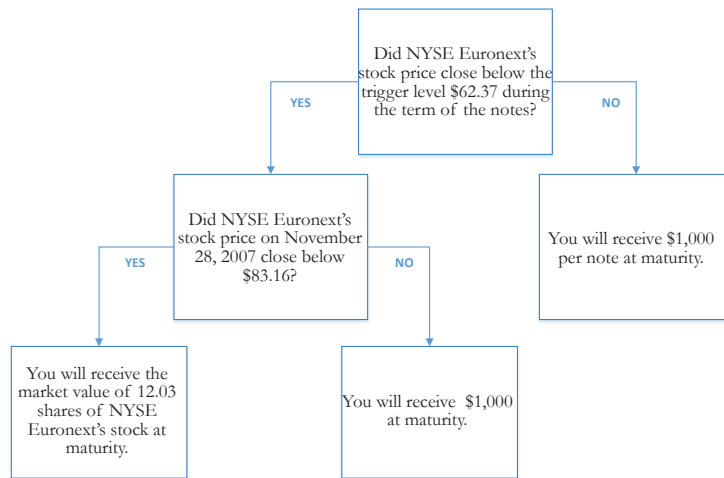 Did NYSE Euronext's
stock price close below the
trigger level $62.37 during
the term of the notes?
YES
NO
Did NYSE Euronext's
stock price on November
28, 2007 close below
$83.16?
You will receive $1,000
per note at maturity.
YES
NO
You will receive the
market value of 12.03
shares of NYSE
Euronext's stock at
maturity.
You will receive $1,000
at maturity.